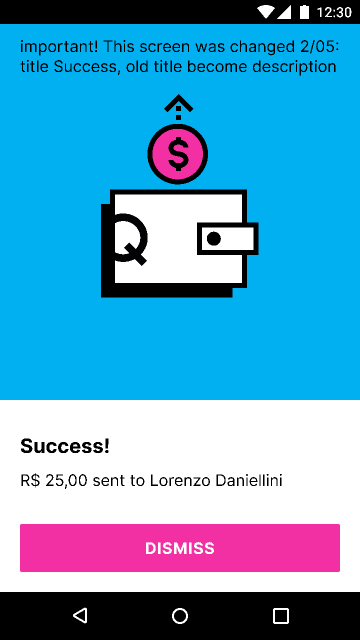 12:30
important! This screen was changed 2/05:
title Success, old title become description
$
Q
Success!
R$ 25,00 sent to Lorenzo Daniellini
DISMISS